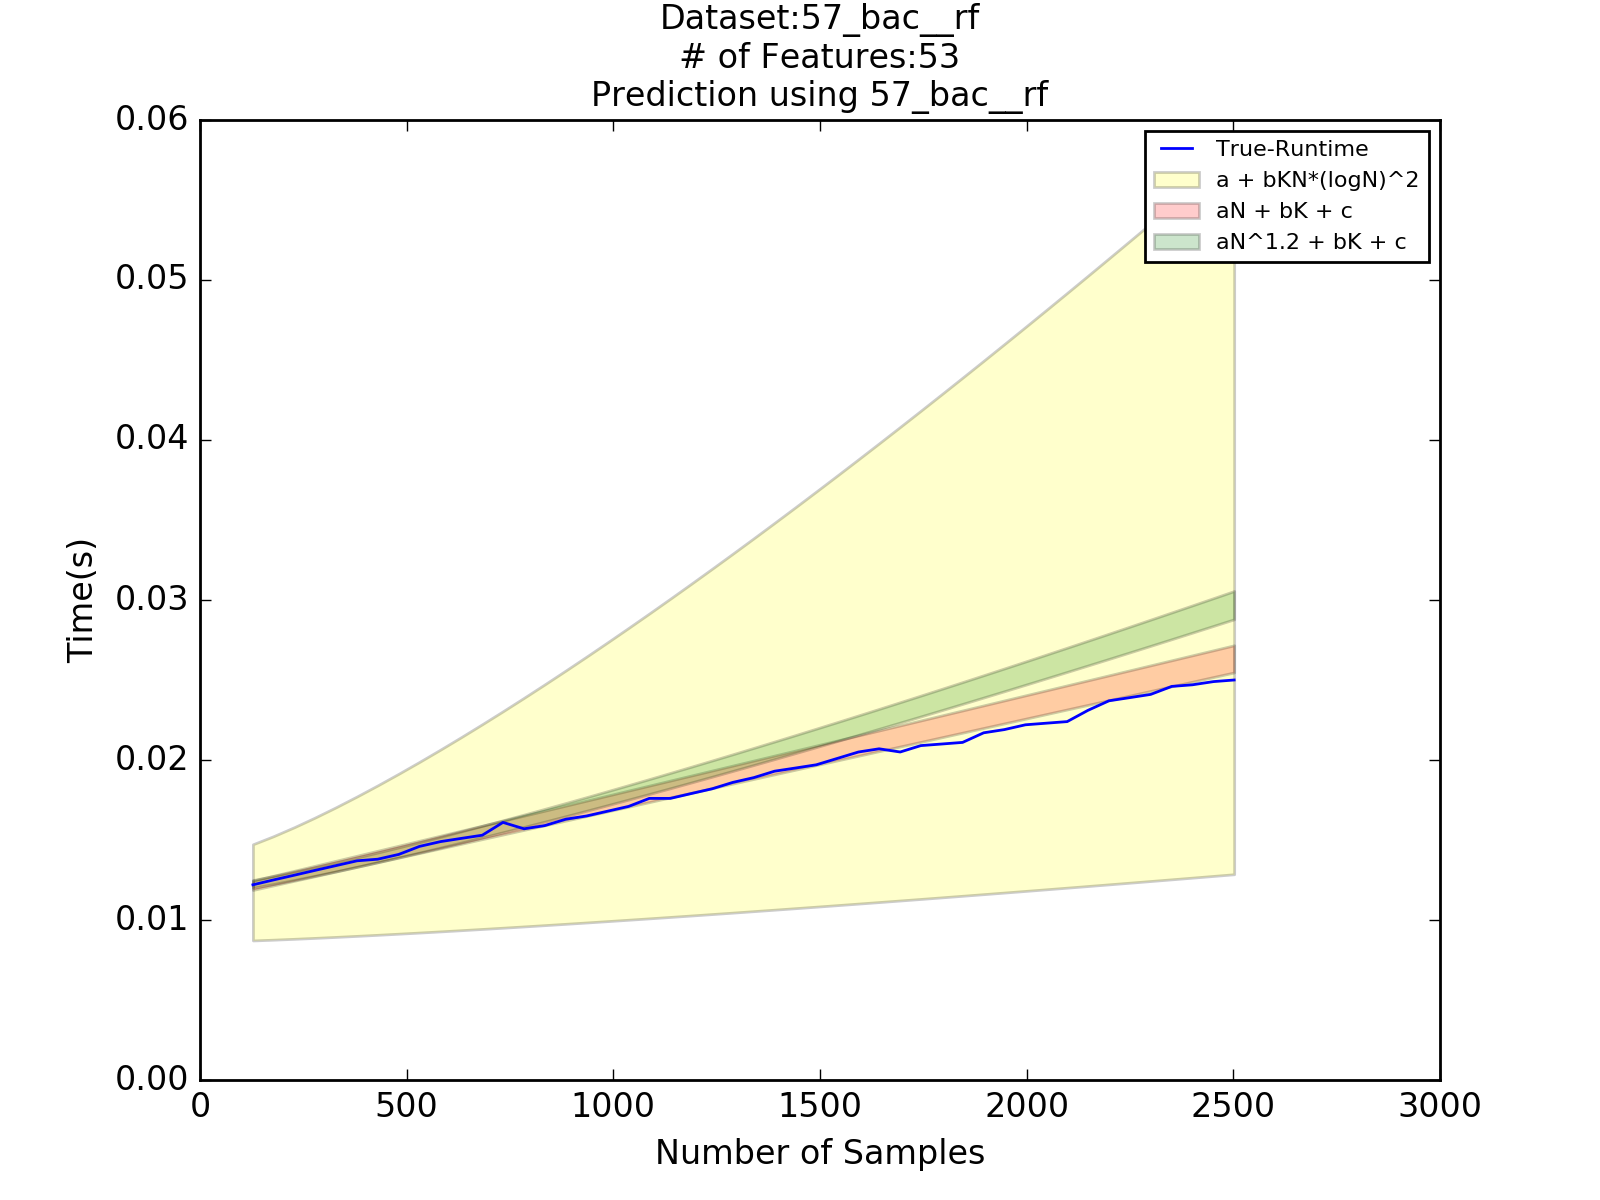 Dataset:57_bac__rf
# of Features:53
Prediction using 57_bac__rf
0.06
0.05
0.04
0.03
0.02
0.01
0.00
Time(s)
True-Runtime
a + bKN*(logN)^2
aN + bK + c
aN^1.2 + bK + c
0 500 1000 1500 2000 2500 3000
Number of Samples